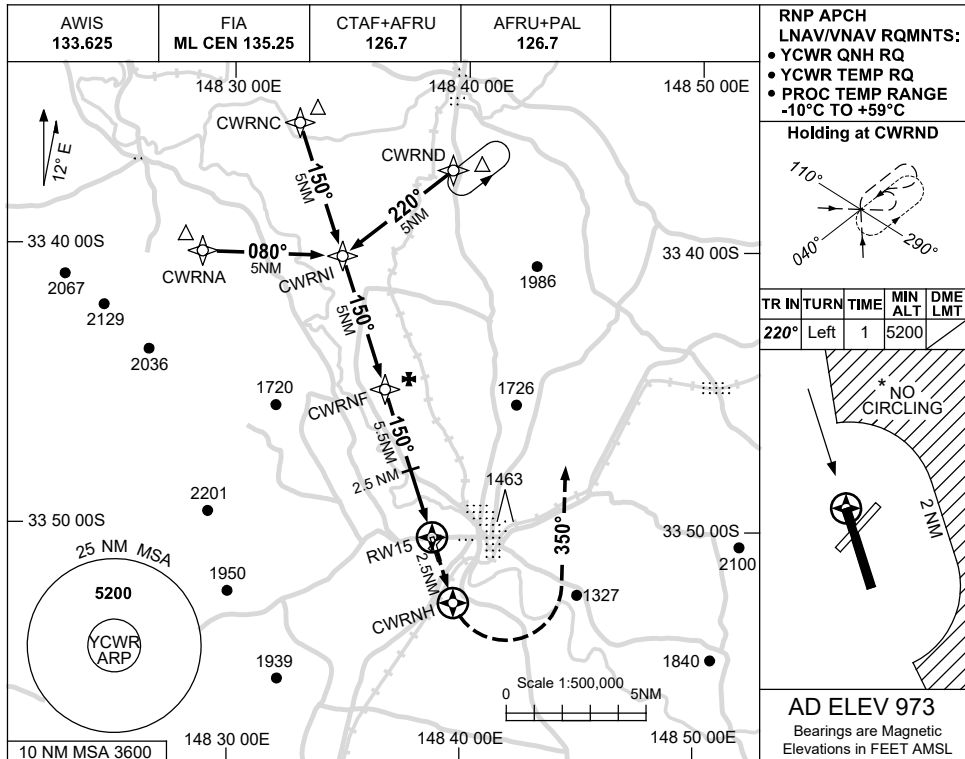 AWIS
133.625
FIA
ML CEN 135.25
CTAF+AFRU
126.7
AFRU+PAL
126.7
RNP APCH
LNAV/VNAV RQMNTS:
• YCWR QNH RQ
• YCWR TEMP RQ
• PROC TEMP RANGE
-10°C TO +59°C
148 30 00E
148 40 00E
148 50 00E
12° E
CWRNC
CWRND
150°
5NM
220°
5NM
33 40 00S
33 40 00S
080°
5NM
CWRNA
CWRNI
2067
2129
2036
1986
150°
5NM
1720
1726
CWRNF
150°
5.5NM
2.5 NM
1463
2201
33 50 00S
33 50 00S
350°
RW15
2.5NM
2100
25 NM MSA
5200
YCWR
ARP
1950
CWRNH
1327
1939
1840
Scale 1:500,000
0
5NM
10 NM MSA 3600
148 30 00E
148 40 00E
148 50 00E
Holding at CWRND
110°
040°
290°
TR IN
TURN
TIME
MIN
ALT
DME
LMT
220°
Left
1
5200
* NO
CIRCLING
2 NM
AD ELEV 973
Bearings are Magnetic
Elevations in FEET AMSL